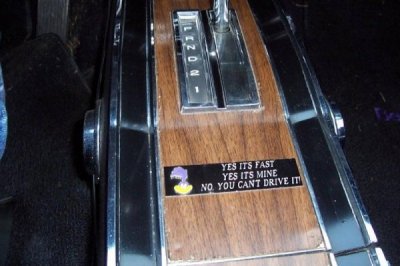 P R N D 2 1
YES ITS FAST
YES ITS MINE
NO, YOU CAN'T DRIVE IT!